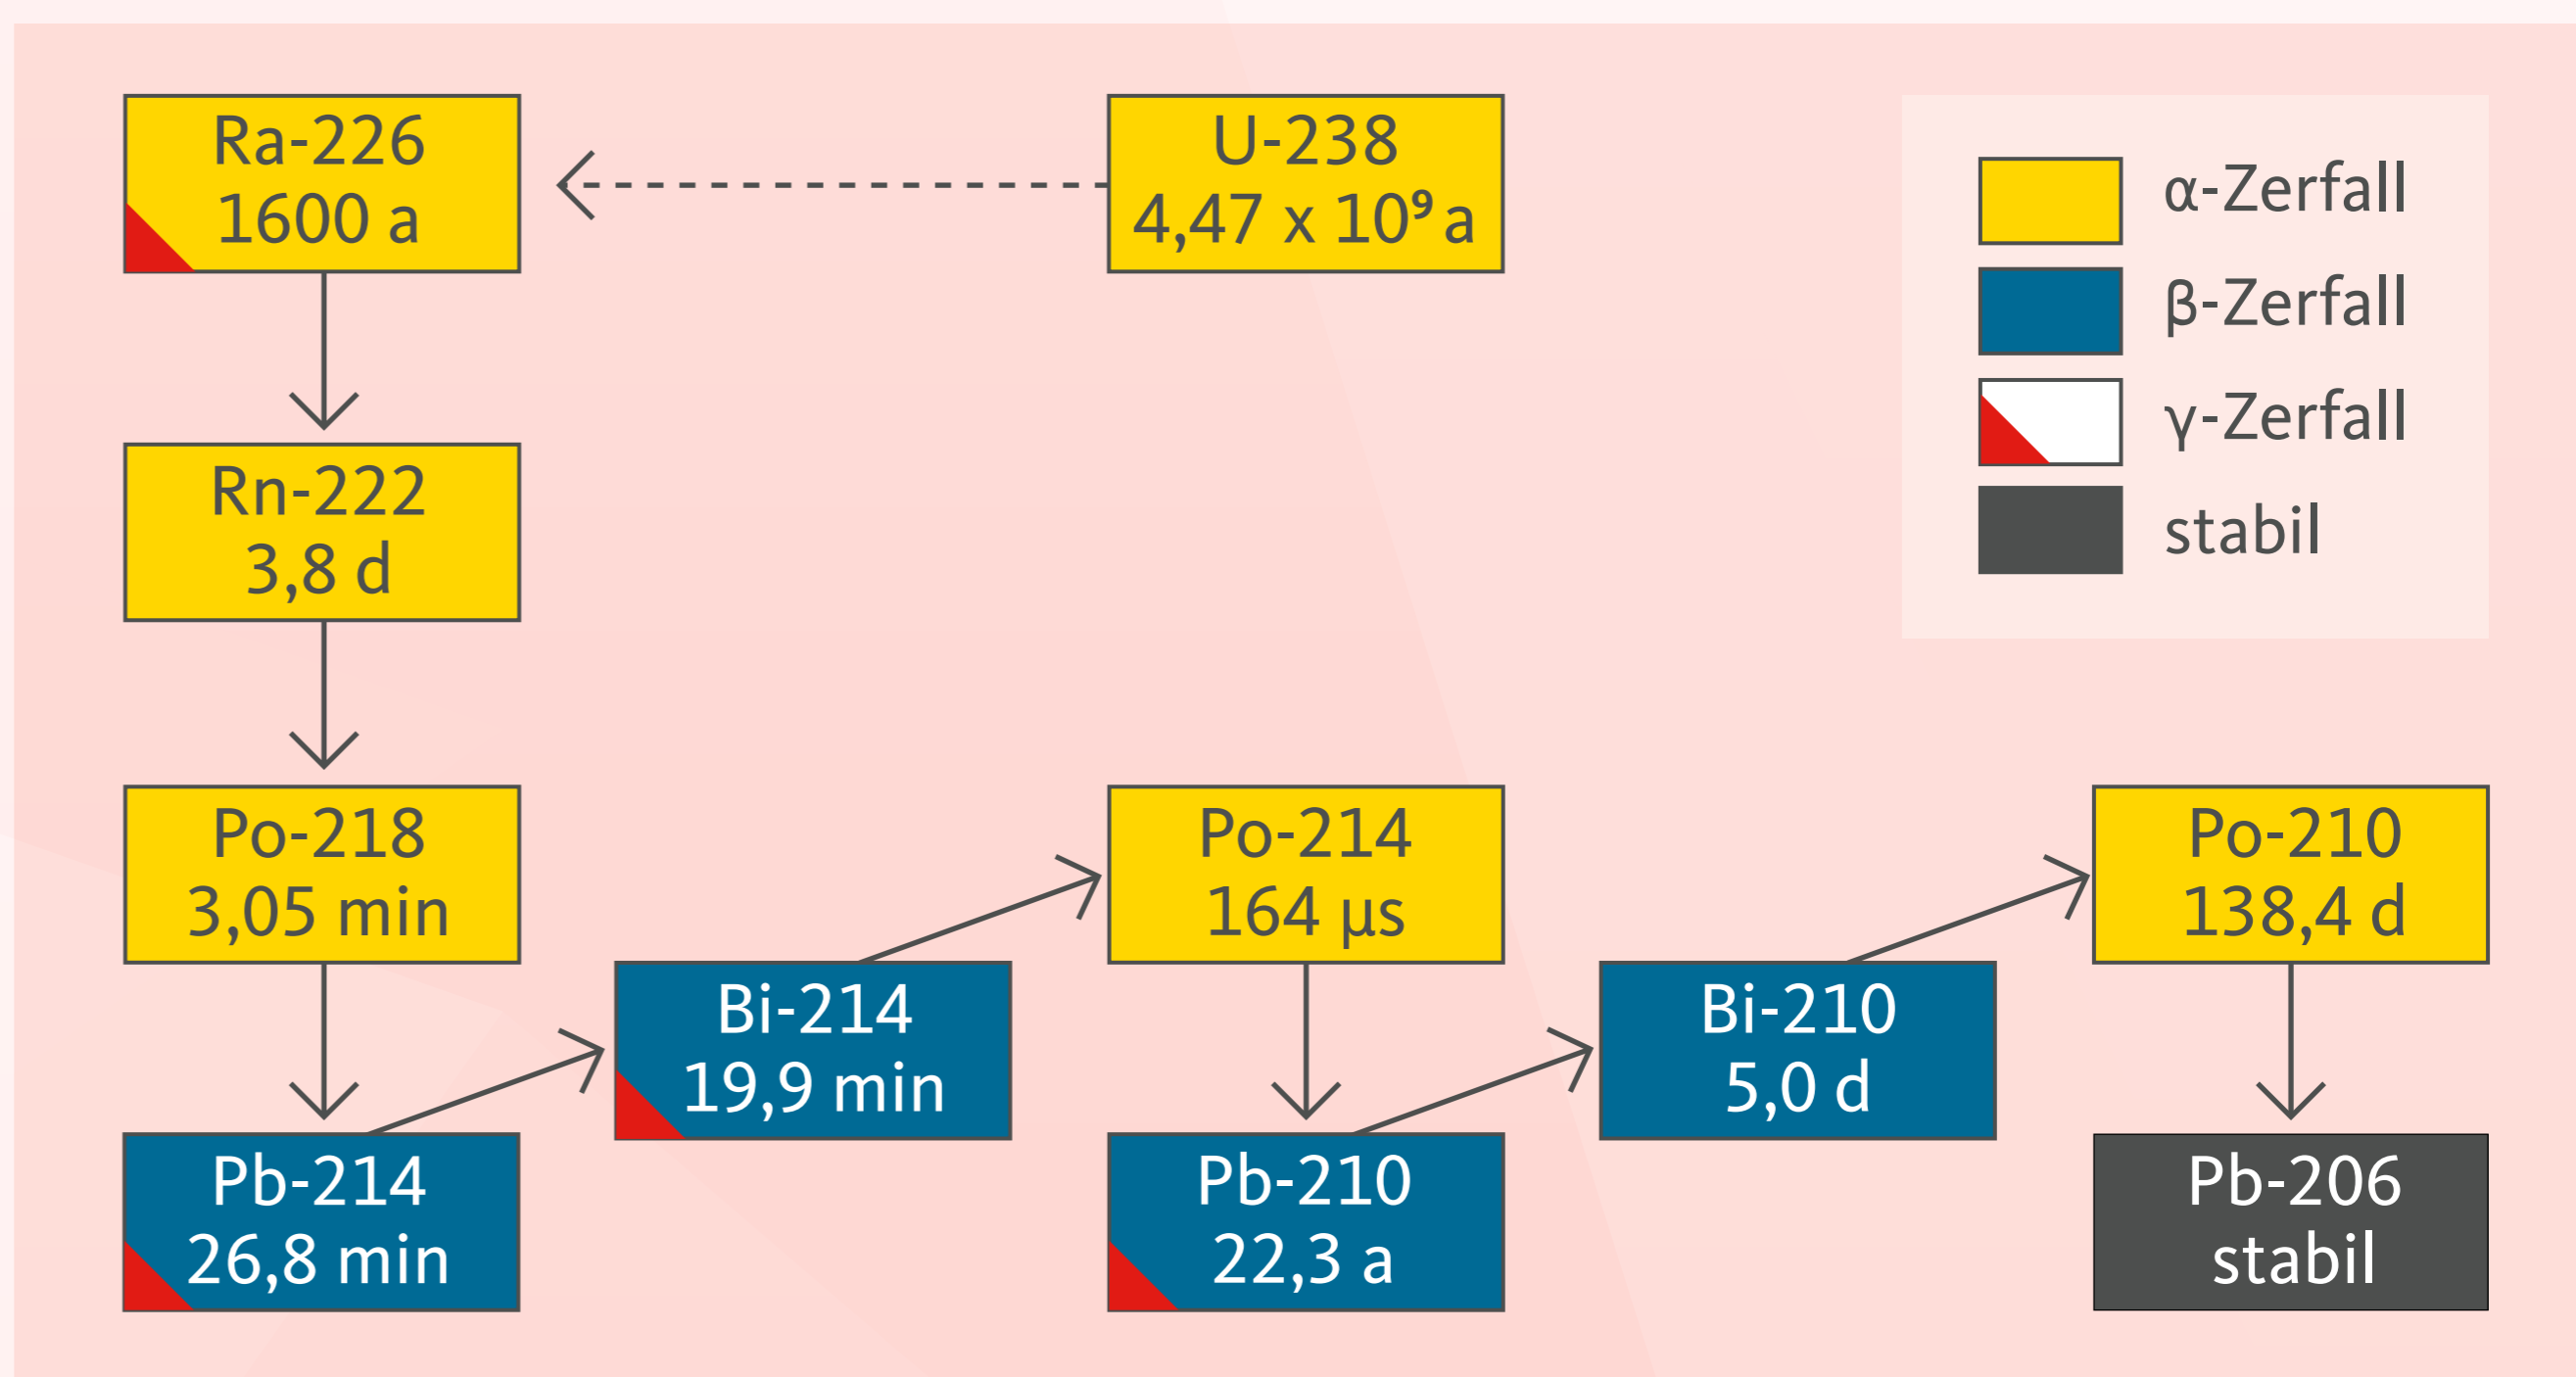 Ra-226
1600 a
U-238
4,47 x 10⁹ a
α-Zerfall
β-Zerfall
γ-Zerfall
stabil
Rn-222
3,8 d
Po-218
3,05 min
Po-214
164 µs
Po-210
138,4 d
Bi-214
19,9 min
Bi-210
5,0 d
Pb-214
26,8 min
Pb-210
22,3 a
Pb-206
stabil